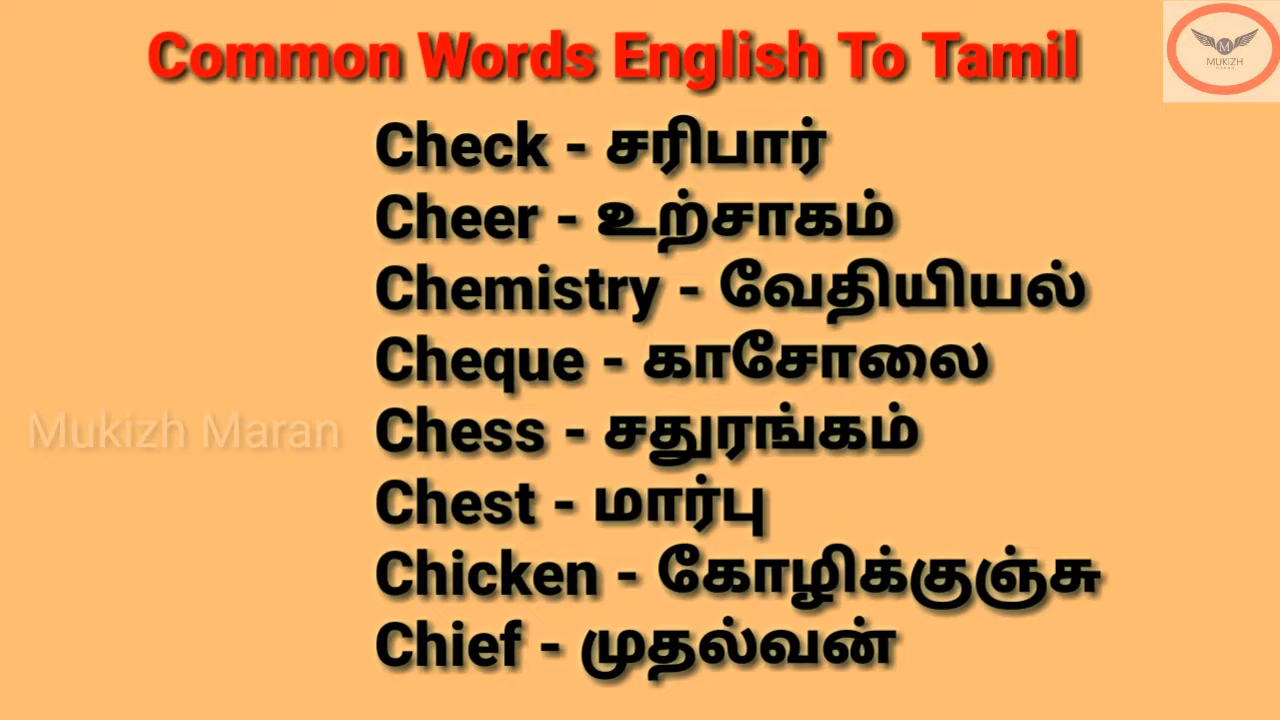 Common Words English To Tamil
MUKIZH
Check - சரிபார்
Cheer - உற்சாகம்
Chemistry - வேதியியல்
Cheque - காசோலை
Mukizh Maran
Chess - சதுரங்கம்
Chest - மார்பு
Chicken - கோழிக்குஞ்சு
Chief - முதல்வன்